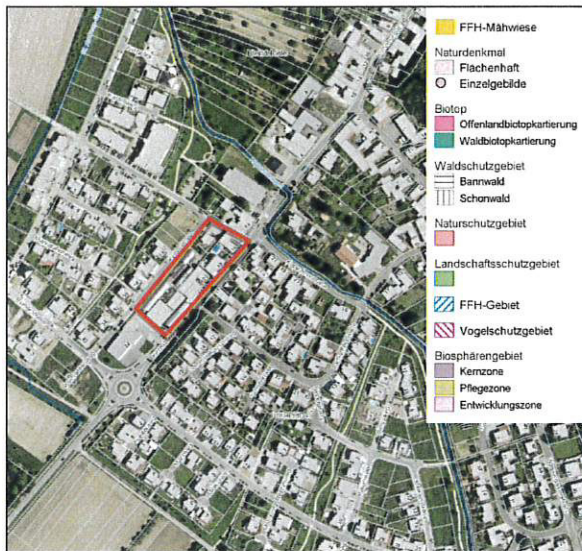 FFH-Mähwiese
Naturdenkmal
Flächenhaft
Einzelgebilde
Biotop
Offenlandbiotopkartierung
Waldbiotopkartierung
Waldschutzgebiet
Bannwald
Schonwald
Naturschutzgebiet
Landschaftsschutzgebiet
FFH-Gebiet
Vogelschutzgebiet
Biosphärengebiet
Kernzone
Pflegezone
Entwicklungszone